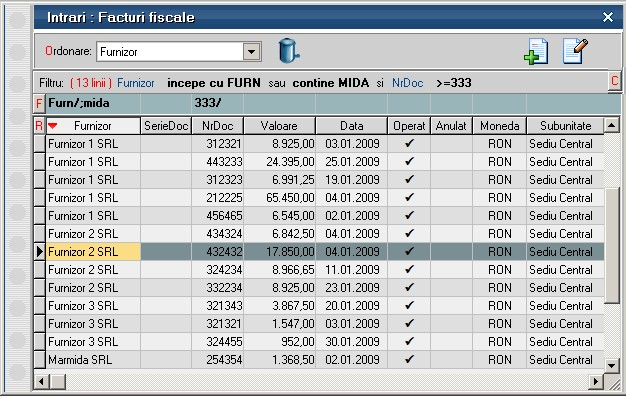 Intrari : Facturi fiscale
Ordonare: Furnizor
Filtru: ( 13 linii ) Furnizor incepe cu FURN sau contine MIDA si NrDoc >=333 C
F Furn/;mida 333/
R Furnizor SerieDoc NrDoc Valoare Data Operat Anulat Moneda Subunitate
Furnizor 1 SRL 312321 8.925,00 03.01.2009 ✔ RON Sediu Central
Furnizor 1 SRL 443233 24.395,00 25.01.2009 ✔ RON Sediu Central
Furnizor 1 SRL 312323 6.991,25 19.01.2009 ✔ RON Sediu Central
Furnizor 1 SRL 212225 65.450,00 04.01.2009 ✔ RON Sediu Central
Furnizor 1 SRL 456465 6.545,00 02.01.2009 ✔ RON Sediu Central
Furnizor 2 SRL 434324 6.842,50 04.01.2009 ✔ RON Sediu Central
Furnizor 2 SRL 432432 17.850,00 04.01.2009 ✔ RON Sediu Central
Furnizor 2 SRL 324234 8.966,65 11.01.2009 ✔ RON Sediu Central
Furnizor 2 SRL 332234 8.925,00 23.01.2009 ✔ RON Sediu Central
Furnizor 3 SRL 321343 3.867,50 20.01.2009 ✔ RON Sediu Central
Furnizor 3 SRL 321321 1.547,00 03.01.2009 ✔ RON Sediu Central
Furnizor 3 SRL 324455 952,00 30.01.2009 ✔ RON Sediu Central
Marmida SRL 254354 1.368,50 02.01.2009 ✔ RON Sediu Central